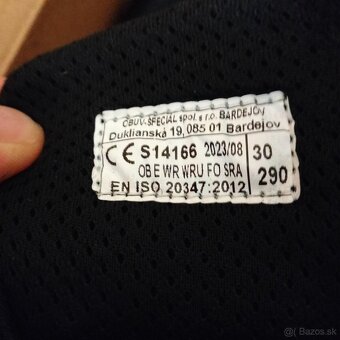 OBUV-SPECIAL spol. s r.o. BARDEJOV
Duklianská 19, 085 01 Bardejov
CE S14166 2023/08 30
OB E WR WRU FO SRA 290
EN ISO 20347:2012
@( Bazos.sk